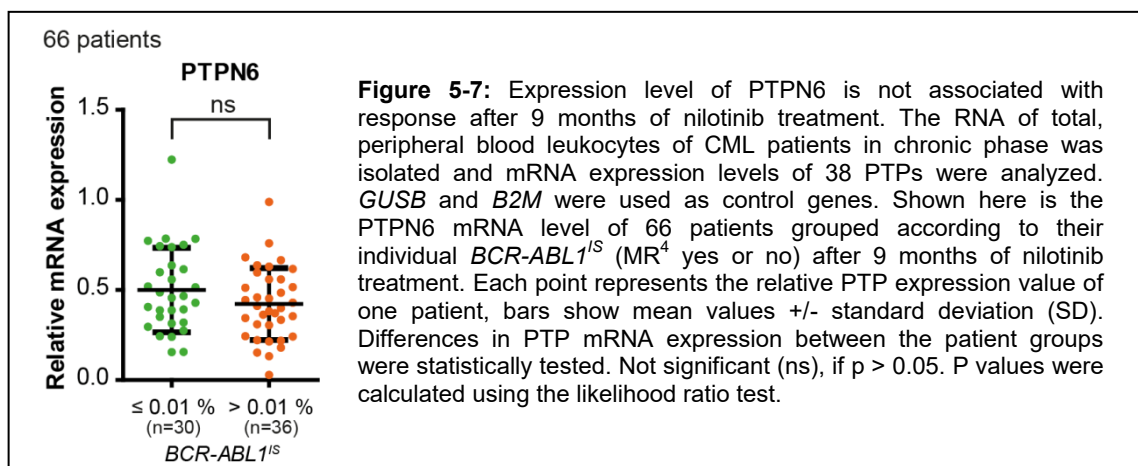 66 patients
PTPN6
ns
1.5
1.0
0.5
0.0
Relative mRNA expression
≤ 0.01 % > 0.01 %
(n=30) (n=36)
BCR-ABL1^IS
Figure 5-7: Expression level of PTPN6 is not associated with
response after 9 months of nilotinib treatment. The RNA of total,
peripheral blood leukocytes of CML patients in chronic phase was
isolated and mRNA expression levels of 38 PTPs were analyzed.
GUSB and B2M were used as control genes. Shown here is the
PTPN6 mRNA level of 66 patients grouped according to their
individual BCR-ABL1^IS (MR^4 yes or no) after 9 months of nilotinib
treatment. Each point represents the relative PTP expression value of
one patient, bars show mean values +/- standard deviation (SD).
Differences in PTP mRNA expression between the patient groups
were statistically tested. Not significant (ns), if p > 0.05. P values were
calculated using the likelihood ratio test.